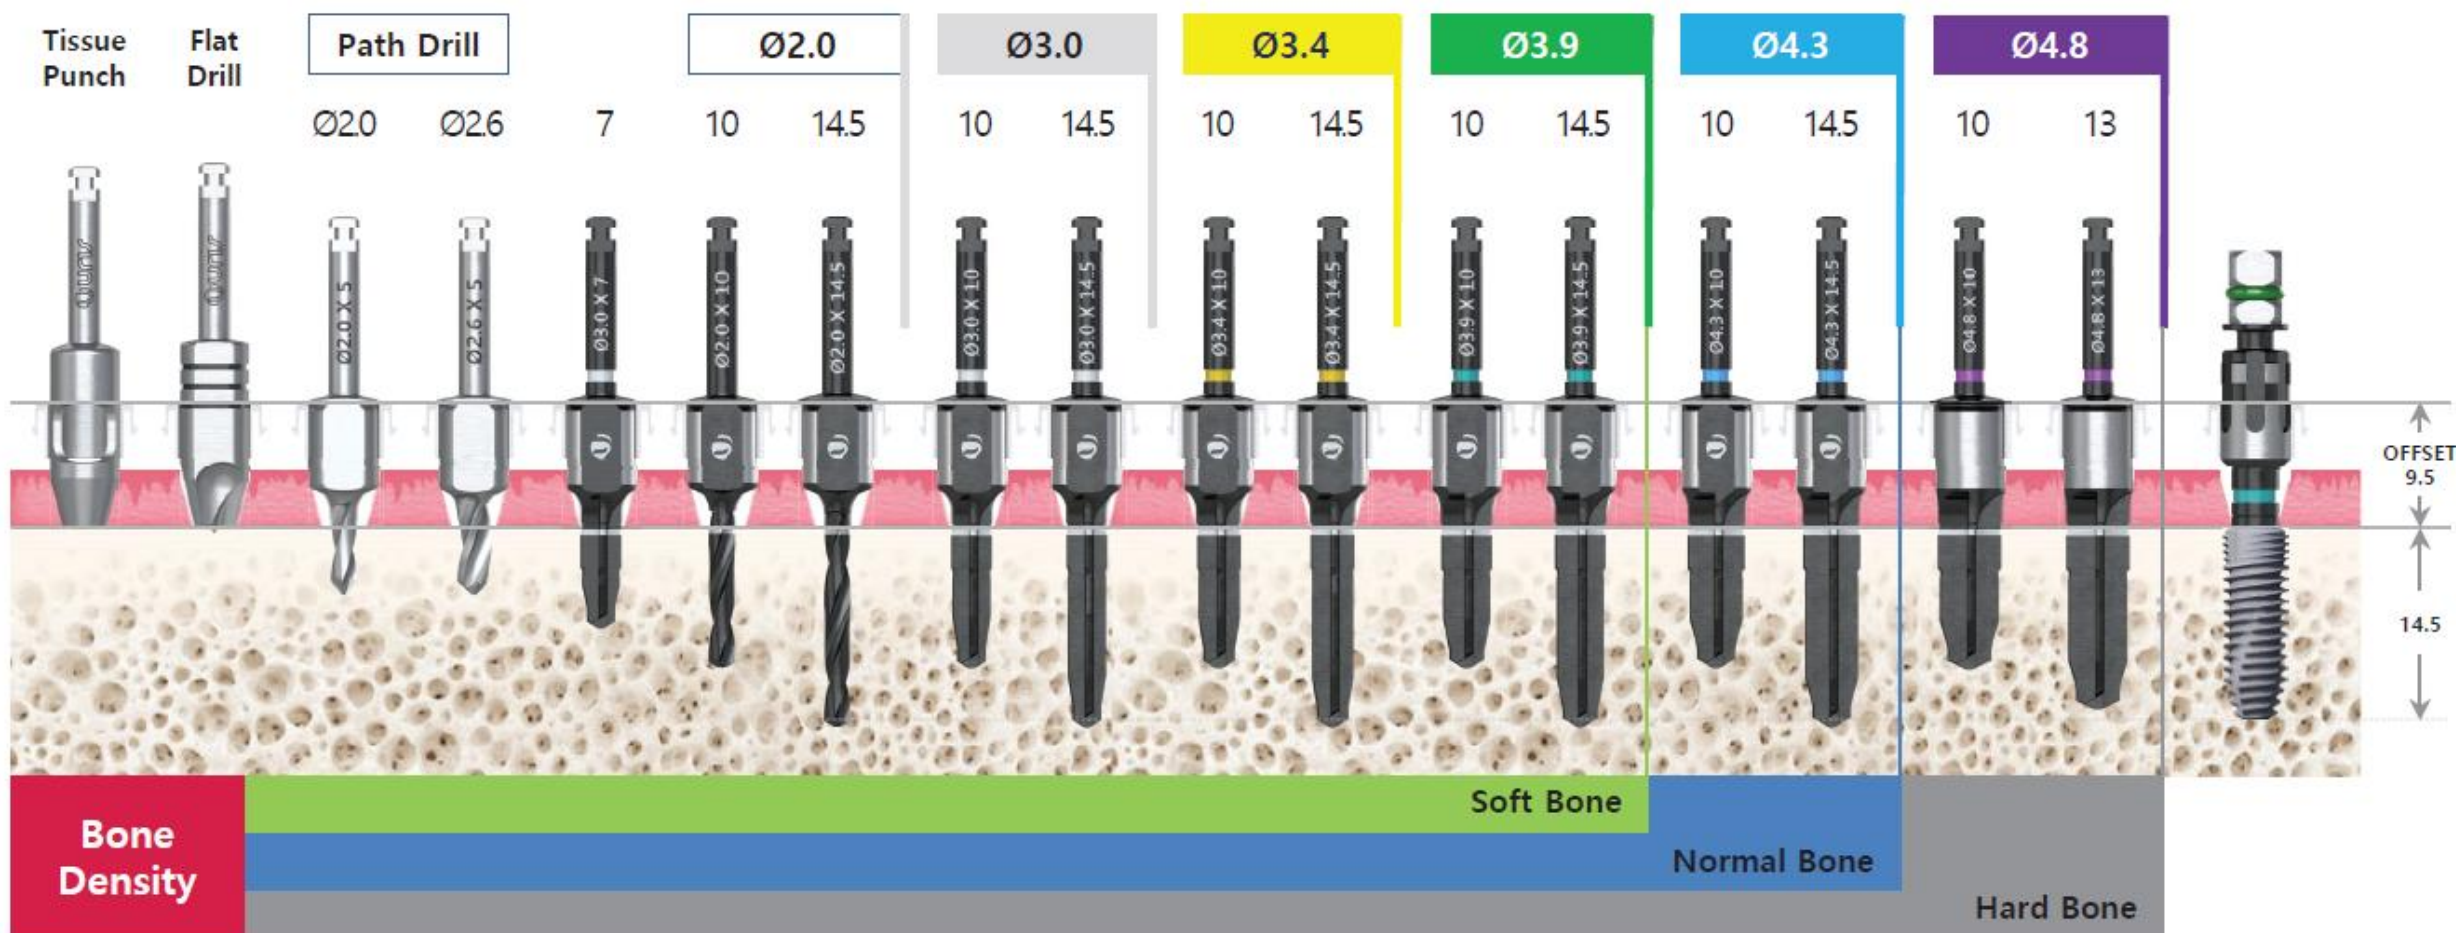 Tissue
Punch
Flat
Drill
Path Drill
Ø2.0
Ø3.0
Ø3.4
Ø3.9
Ø4.3
Ø4.8
Ø2.0
Ø2.6
7
10
14.5
10
14.5
10
14.5
10
14.5
10
14.5
10
13
Ø2.0 X 5
Ø2.6 X 5
Ø3.0 X 7
Ø2.0 X 10
Ø2.0 X 14.5
Ø3.0 X 10
Ø3.0 X 14.5
Ø3.4 X 10
Ø3.4 X 14.5
Ø3.9 X 10
Ø3.9 X 14.5
Ø4.3 X 10
Ø4.3 X 14.5
Ø4.8 X 10
Ø4.8 X 13
OFFSET
9.5
14.5
Bone
Density
Soft Bone
Normal Bone
Hard Bone